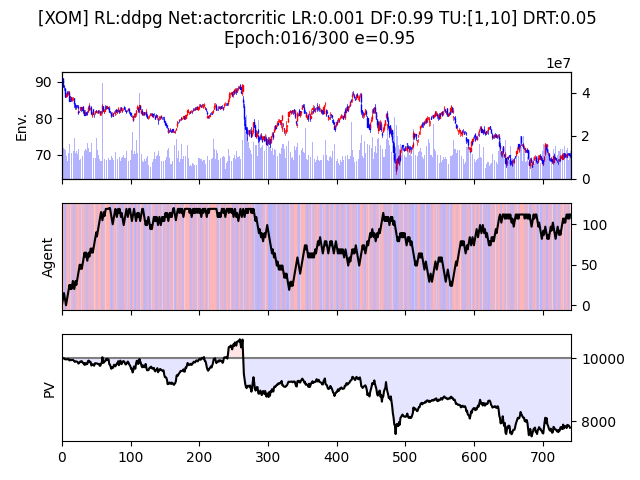 [XOM] RL:ddpg Net:actorcritic LR:0.001 DF:0.99 TU:[1,10] DRT:0.05
Epoch:016/300 e=0.95
1e7
Env.
90
80
70
4
2
0
Agent
100
50
0
PV
10000
8000
0 100 200 300 400 500 600 700